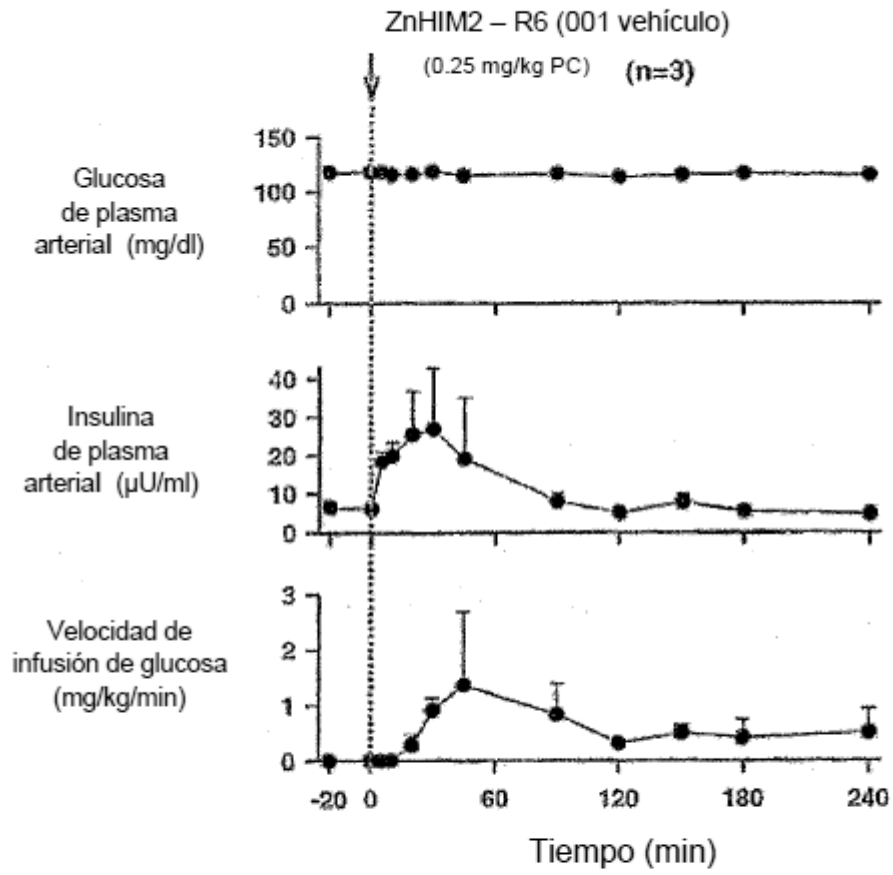 ZnHIM2 – R6 (001 vehículo)
(0.25 mg/kg PC) (n=3)
Glucosa
de plasma
arterial (mg/dl)
150
100
50
0
Insulina
de plasma
arterial (µU/ml)
40
30
20
10
0
Velocidad de
infusión de glucosa
(mg/kg/min)
3
2
1
0
-20 0 60 120 180 240
Tiempo (min)